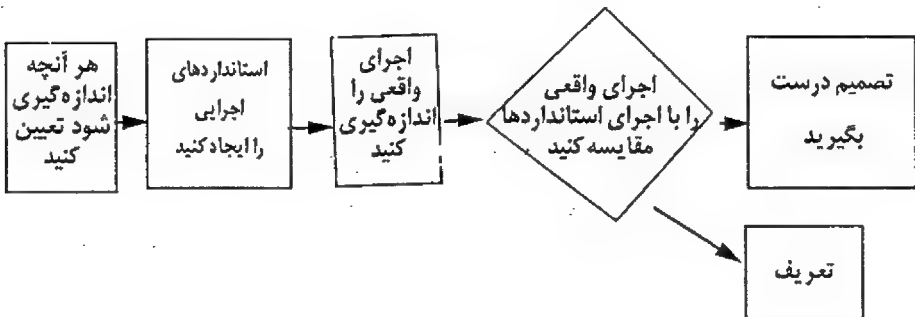 هر آنچه
اندازه‌گیری
شود تعیین
کنید
استانداردهای
اجرایی
را ایجاد کنید
اجرای
واقعی را
اندازه‌گیری
کنید
اجرای واقعی
را با اجرای استانداردها
مقایسه کنید
تصمیم درست
بگیرید
تعریف